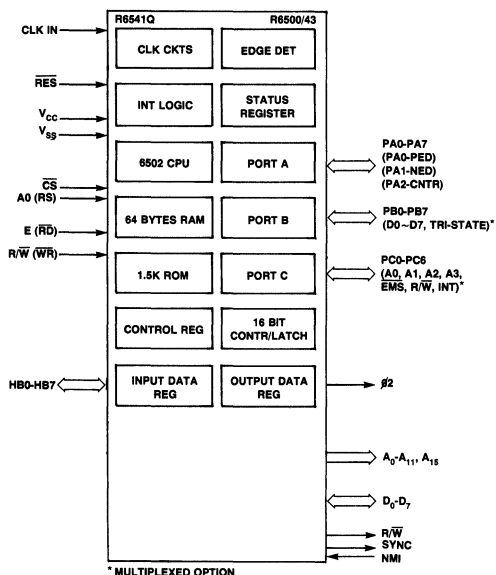 R6541Q R6500/43
CLK IN
CLK CKTS
EDGE DET
RES
INT LOGIC
STATUS
REGISTER
VCC
VSS
6502 CPU
PORT A
PA0-PA7
(PA0-PED)
(PA1-NED)
(PA2-CNTR)
CS
A0 (RS)
64 BYTES RAM
PORT B
PB0-PB7
(D0~D7, TRI-STATE)*
E (RD)
R/W (WR)
1.5K ROM
PORT C
PC0-PC6
(A0, A1, A2, A3,
EMS, R/W, INT)*
CONTROL REG
16 BIT
CONTR/LATCH
HB0-HB7
INPUT DATA
REG
OUTPUT DATA
REG
ø2
A0-A11, A15
D0-D7
R/W
SYNC
NMI
* MULTIPLEXED OPTION